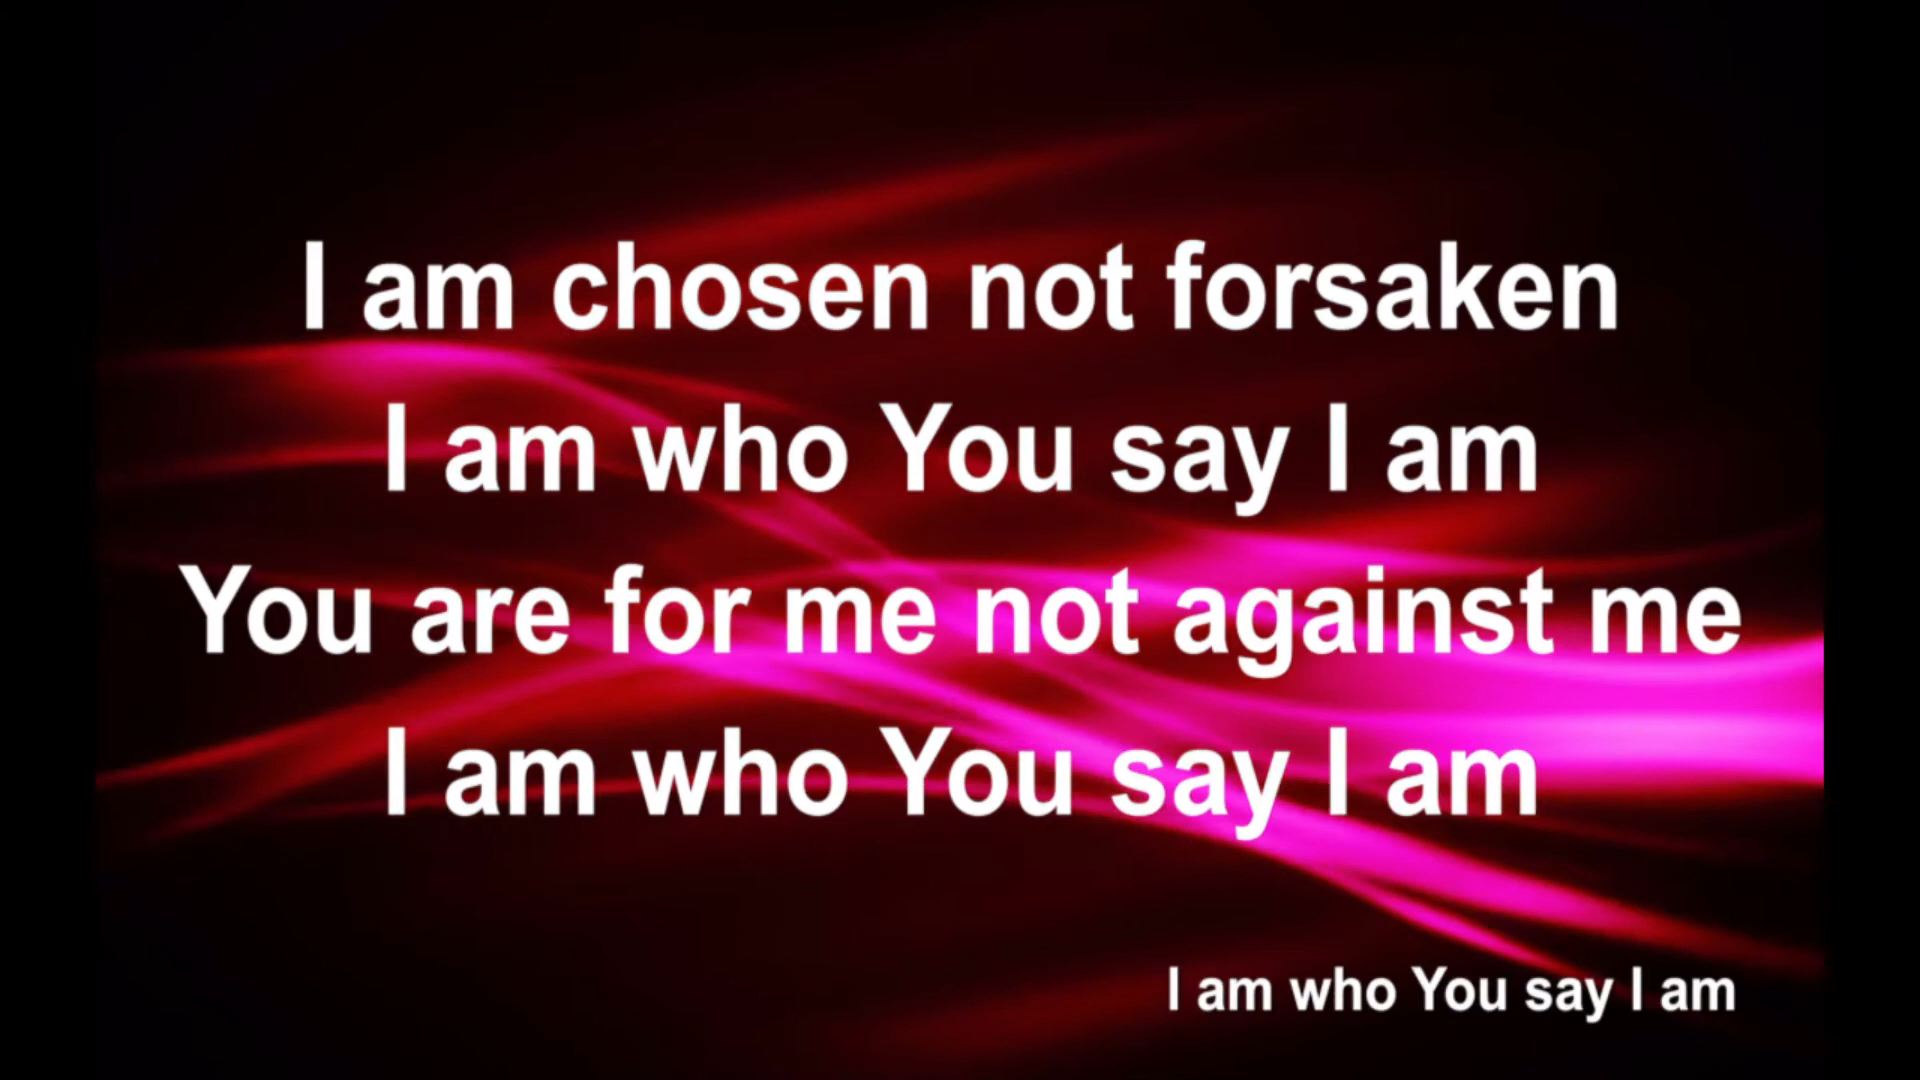 I am chosen not forsaken
I am who You say I am
You are for me not against me
I am who You say I am
I am who You say I am